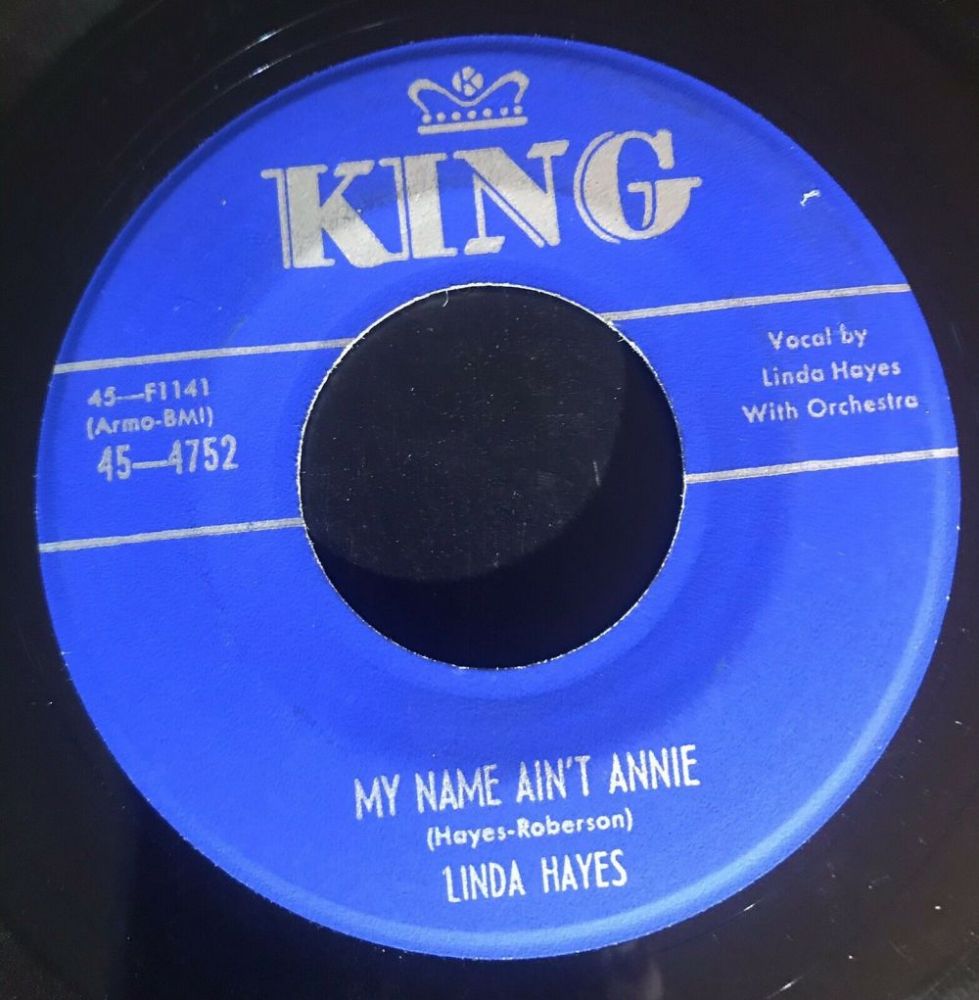 K
KING
45—F1141
(Armo-BMI)
45—4752
Vocal by
Linda Hayes
With Orchestra
MY NAME AIN'T ANNIE
(Hayes-Roberson)
LINDA HAYES